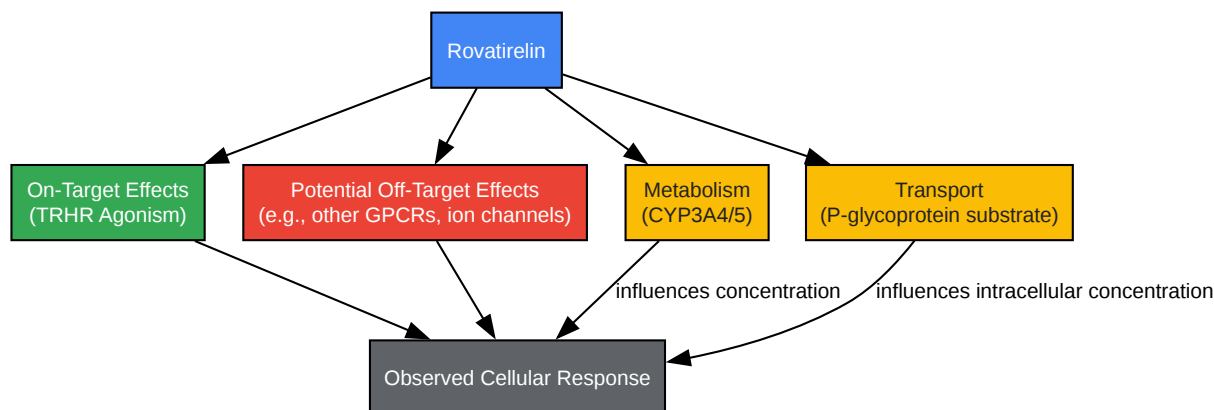 Rovatirelin
On-Target Effects
(TRHR Agonism)
Potential Off-Target Effects
(e.g., other GPCRs, ion channels)
Metabolism
(CYP3A4/5)
Transport
(P-glycoprotein substrate)
influences concentration
influences intracellular concentration
Observed Cellular Response